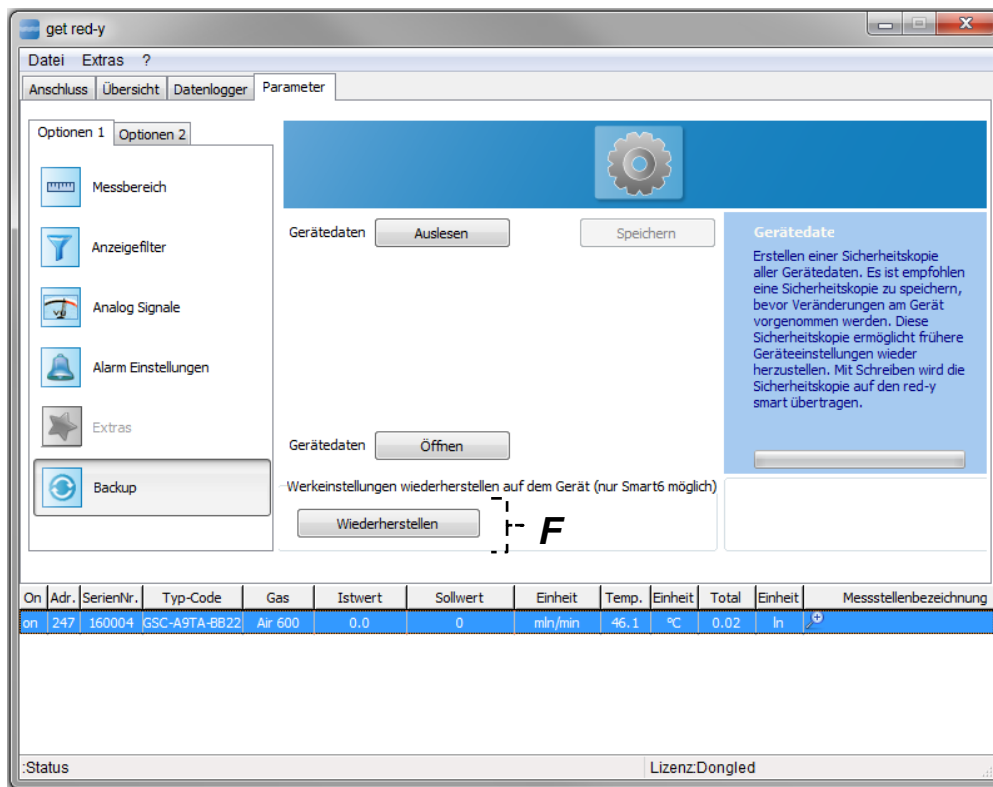 get red-y
Datei Extras ?
Anschluss Übersicht Datenlogger Parameter
Optionen 1 Optionen 2
Messbereich
Anzeigefilter
Analog Signale
Alarm Einstellungen
Extras
Backup
Gerätedaten Auslesen Speichern
Gerätedaten Öffnen
Werkeinstellungen wiederherstellen auf dem Gerät (nur Smart6 möglich)
Wiederherstellen
F
Gerätedate
Erstellen einer Sicherheitskopie
aller Gerätedaten. Es ist empfohlen
eine Sicherheitskopie zu speichern,
bevor Veränderungen am Gerät
vorgenommen werden. Diese
Sicherheitskopie ermöglicht frühere
Geräteeinstellungen wieder
herzustellen. Mit Schreiben wird die
Sicherheitskopie auf den red-y
smart übertragen.
On Adr. SerienNr. Typ-Code Gas Istwert Sollwert Einheit Temp. Einheit Total Einheit Messstellenbezeichnung
on 247 160004 GSC-A9TA-BB22 Air 600 0.0 0 mln/min 46.1 °C 0.02 ln
:Status Lizenz:Dongled